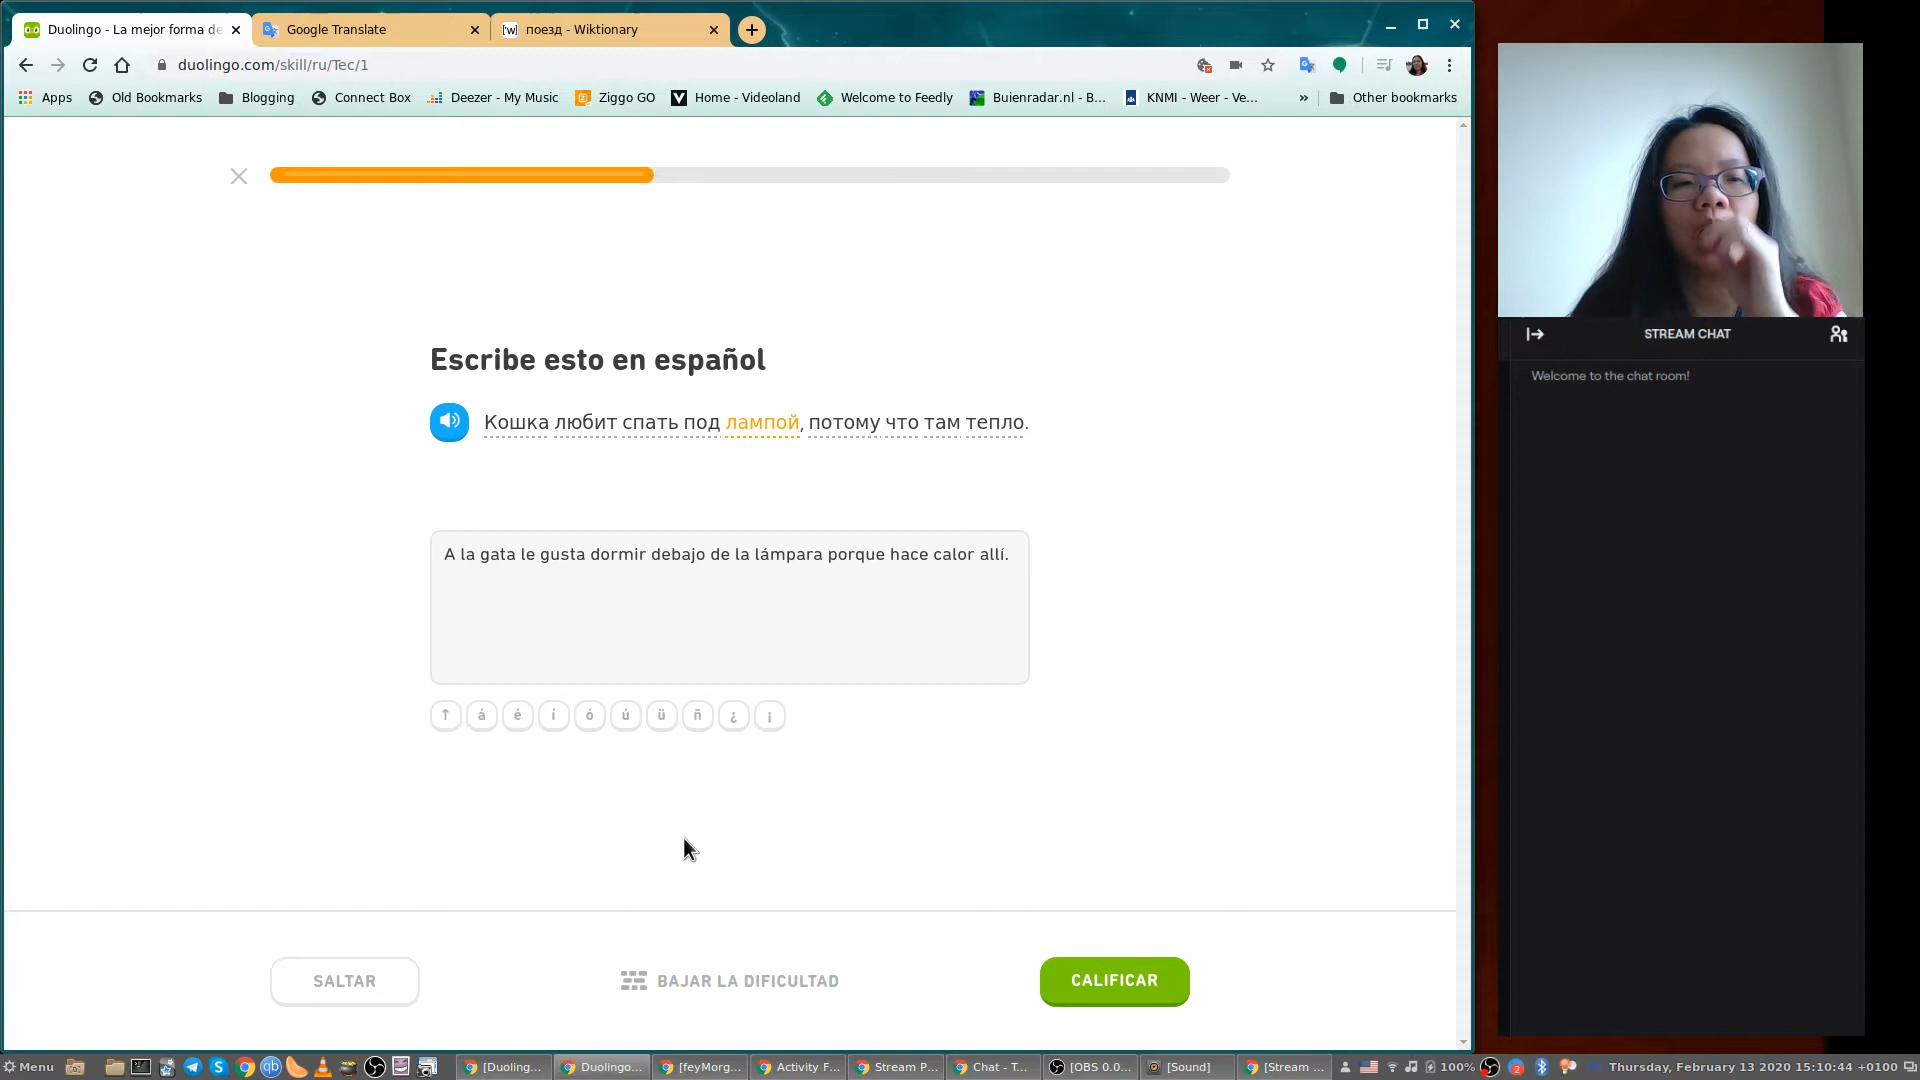 Duolingo - La mejor forma de
Google Translate
поезд - Wiktionary
duolingo.com/skill/ru/Tec/1
Apps
Old Bookmarks
Blogging
Connect Box
Deezer - My Music
Ziggo GO
Home - Videoland
Welcome to Feedly
Buienradar.nl - B...
KNMI - Weer - Ve...
»
Other bookmarks
Escribe esto en español
Кошка любит спать под лампой, потому что там тепло.
A la gata le gusta dormir debajo de la lámpara porque hace calor allí.
↑ á é í ó ú ü ñ ¿ ¡
SALTAR
BAJAR LA DIFICULTAD
CALIFICAR
STREAM CHAT
Welcome to the chat room!
Menu
[Duoling...
Duolingo...
[feyMorg...
Activity F...
Stream P...
Chat - T...
[OBS 0.0...
[Sound]
[Stream ...
100%
2
Thursday, February 13 2020 15:10:44 +0100